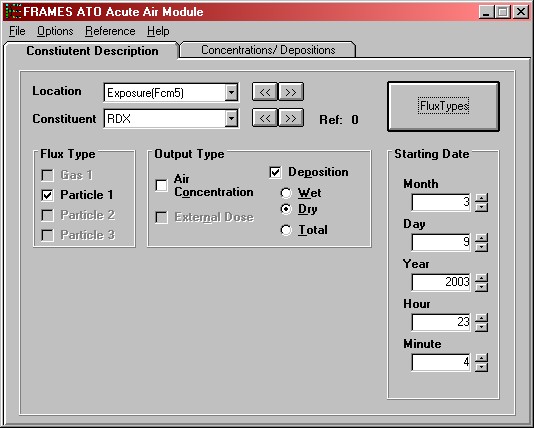 FRAMES ATO Acute Air Module
File Options Reference Help
Constiutent Description Concentrations/ Depositions
Location Exposure(Fcm5) << >>
FluxTypes
Constituent RDX << >> Ref: 0
Flux Type
Gas 1
Particle 1
Particle 2
Particle 3
Output Type
Air
Concentration
External Dose
Deposition
Wet
Dry
Total
Starting Date
Month
3
Day
9
Year
2003
Hour
23
Minute
4